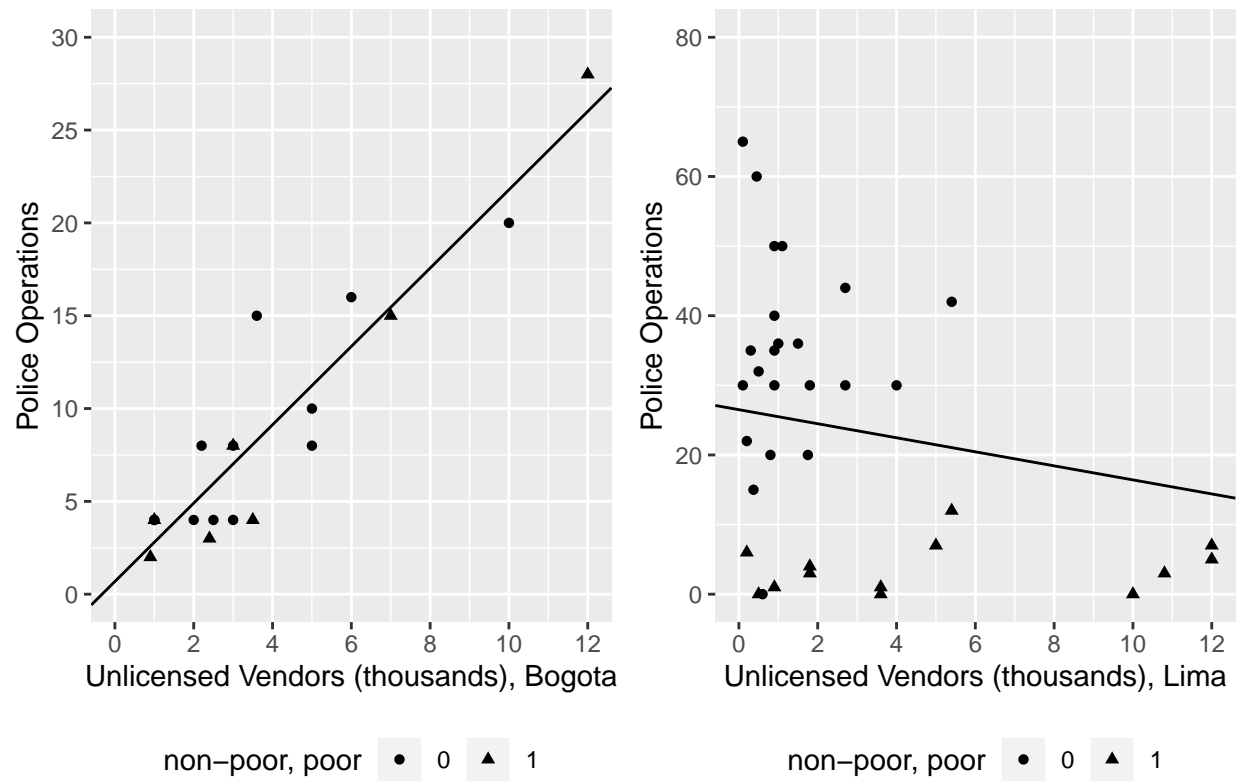 30
25
20
15
10
5
0
Police Operations
0 2 4 6 8 10 12
Unlicensed Vendors (thousands), Bogota
non−poor, poor 0 1
80
60
40
20
0
Police Operations
0 2 4 6 8 10 12
Unlicensed Vendors (thousands), Lima
non−poor, poor 0 1